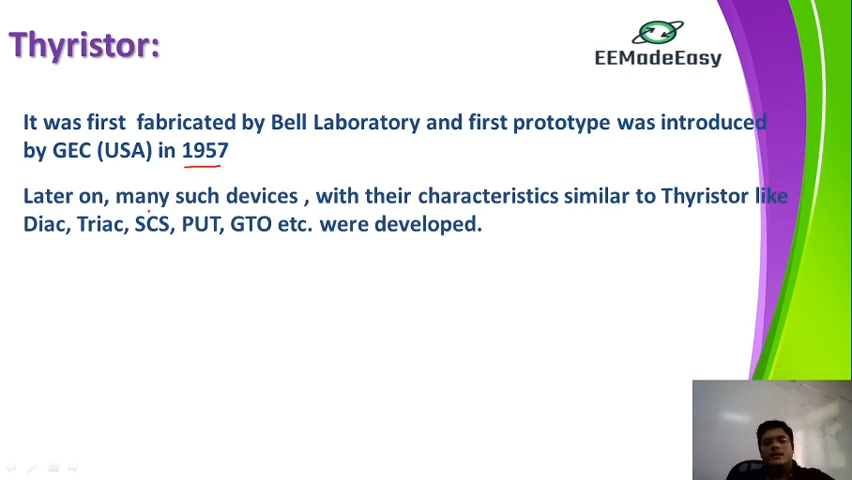 Thyristor:
EEMadeEasy
It was first fabricated by Bell Laboratory and first prototype was introduced
by GEC (USA) in 1957
Later on, many such devices , with their characteristics similar to Thyristor like
Diac, Triac, SCS, PUT, GTO etc. were developed.